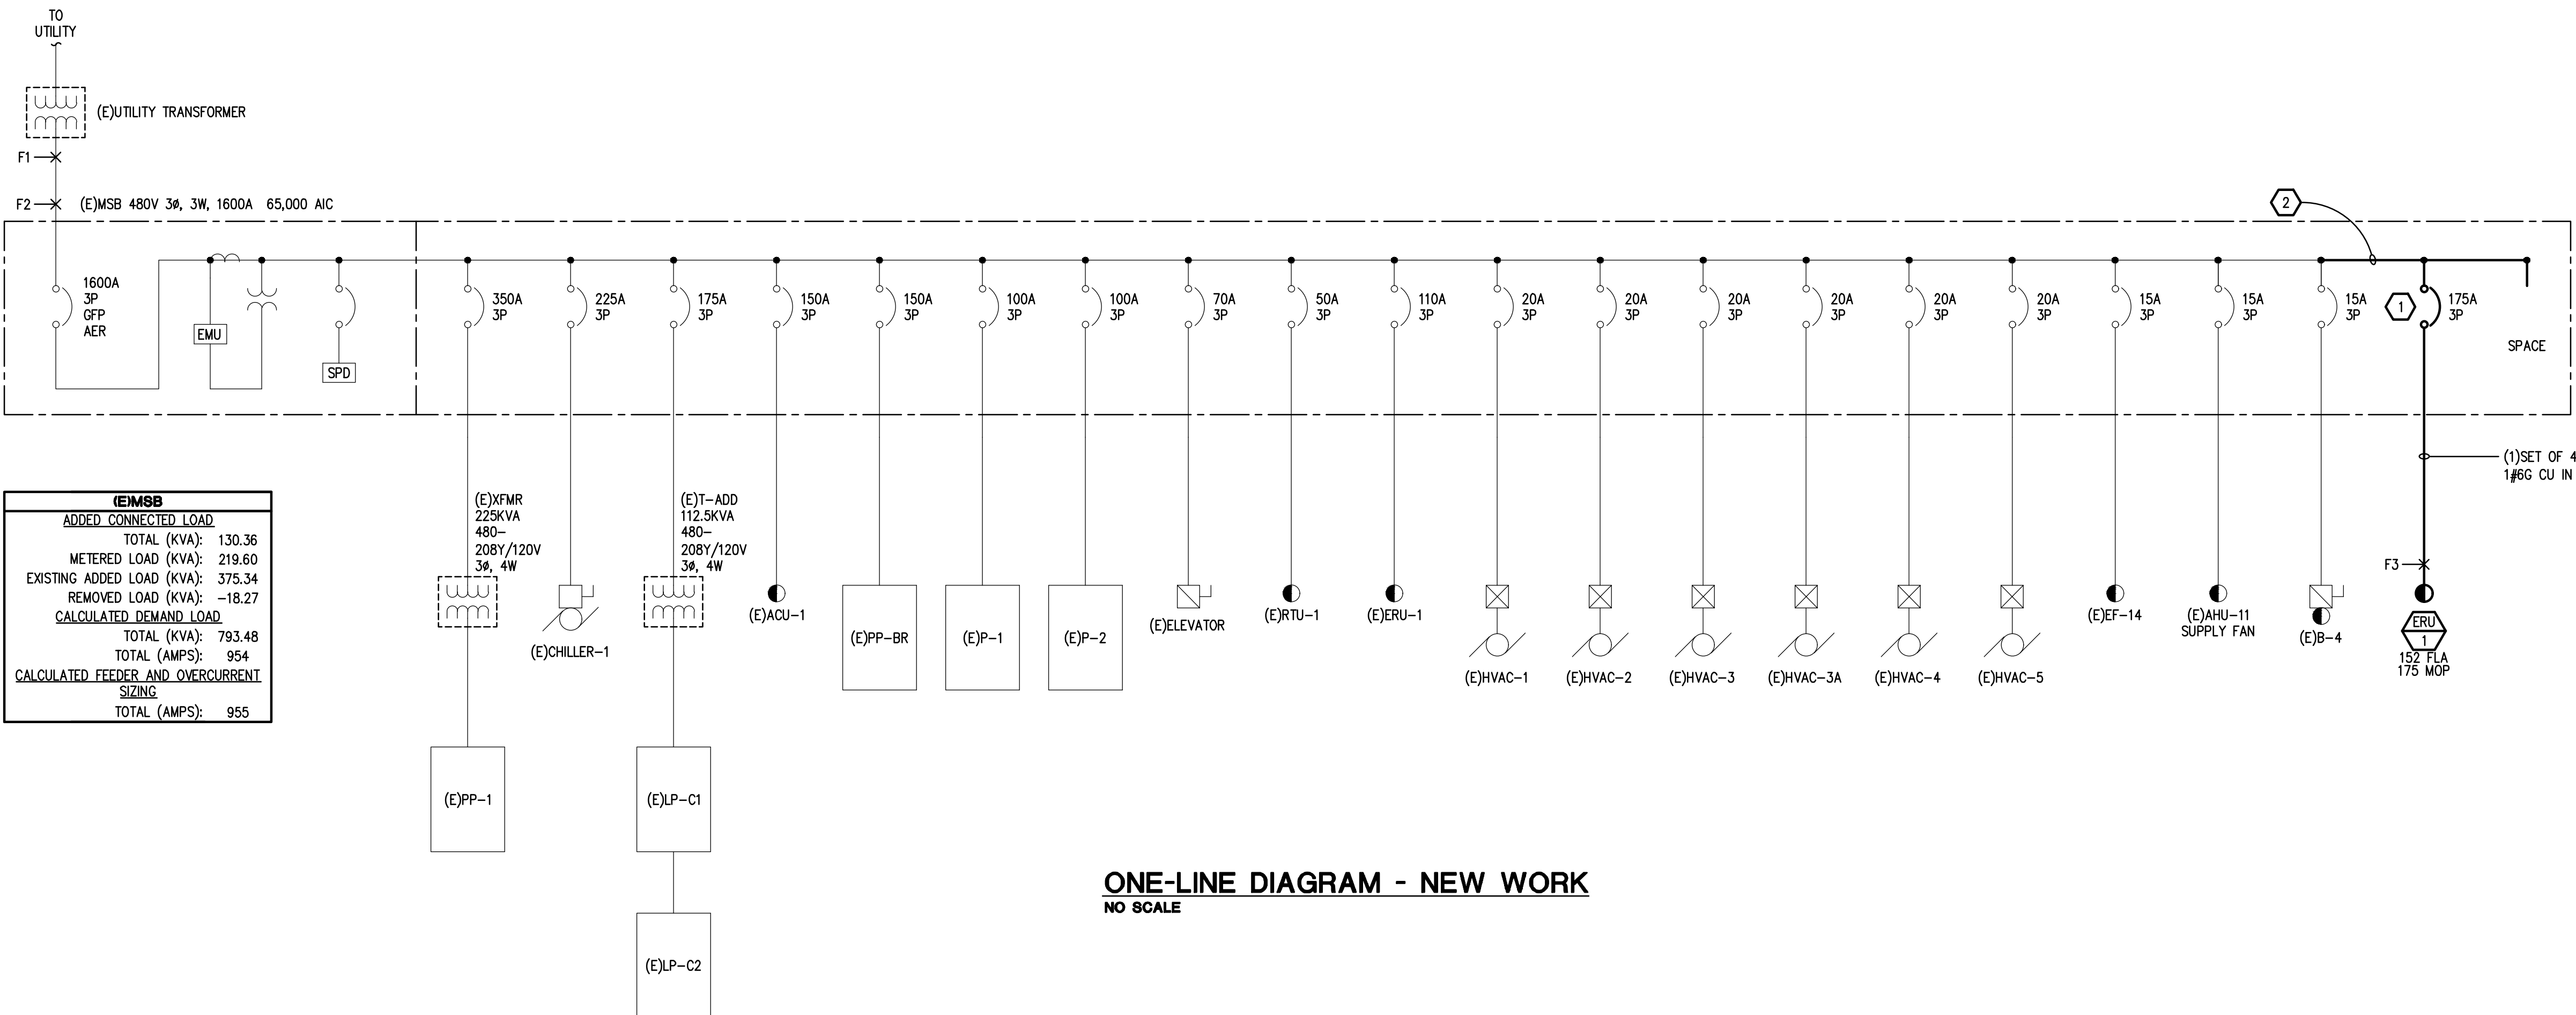 TO
UTILITY
(E)UTILITY TRANSFORMER
F1
F2
(E)MSB 480V 3ø, 3W, 1600A 65,000 AIC
2
1600A
3P
GFP
AER
EMU
SPD
350A
3P
225A
3P
175A
3P
150A
3P
150A
3P
100A
3P
100A
3P
70A
3P
50A
3P
110A
3P
20A
3P
20A
3P
20A
3P
20A
3P
20A
3P
20A
3P
15A
3P
15A
3P
15A
3P
1
175A
3P
SPACE
(1)SET OF 4
1#6G CU IN
(E)MSB
ADDED CONNECTED LOAD
TOTAL (KVA): 130.36
METERED LOAD (KVA): 219.60
EXISTING ADDED LOAD (KVA): 375.34
REMOVED LOAD (KVA): -18.27
CALCULATED DEMAND LOAD
TOTAL (KVA): 793.48
TOTAL (AMPS): 954
CALCULATED FEEDER AND OVERCURRENT
SIZING
TOTAL (AMPS): 955
(E)XFMR
225KVA
480-
208Y/120V
3ø, 4W
(E)CHILLER-1
(E)T-ADD
112.5KVA
480-
208Y/120V
3ø, 4W
(E)ACU-1
(E)PP-BR
(E)P-1
(E)P-2
(E)ELEVATOR
(E)RTU-1
(E)ERU-1
(E)HVAC-1
(E)HVAC-2
(E)HVAC-3
(E)HVAC-3A
(E)HVAC-4
(E)HVAC-5
(E)EF-14
(E)AHU-11
SUPPLY FAN
(E)B-4
F3
ERU
1
152 FLA
175 MOP
(E)PP-1
(E)LP-C1
(E)LP-C2
ONE-LINE DIAGRAM - NEW WORK
NO SCALE